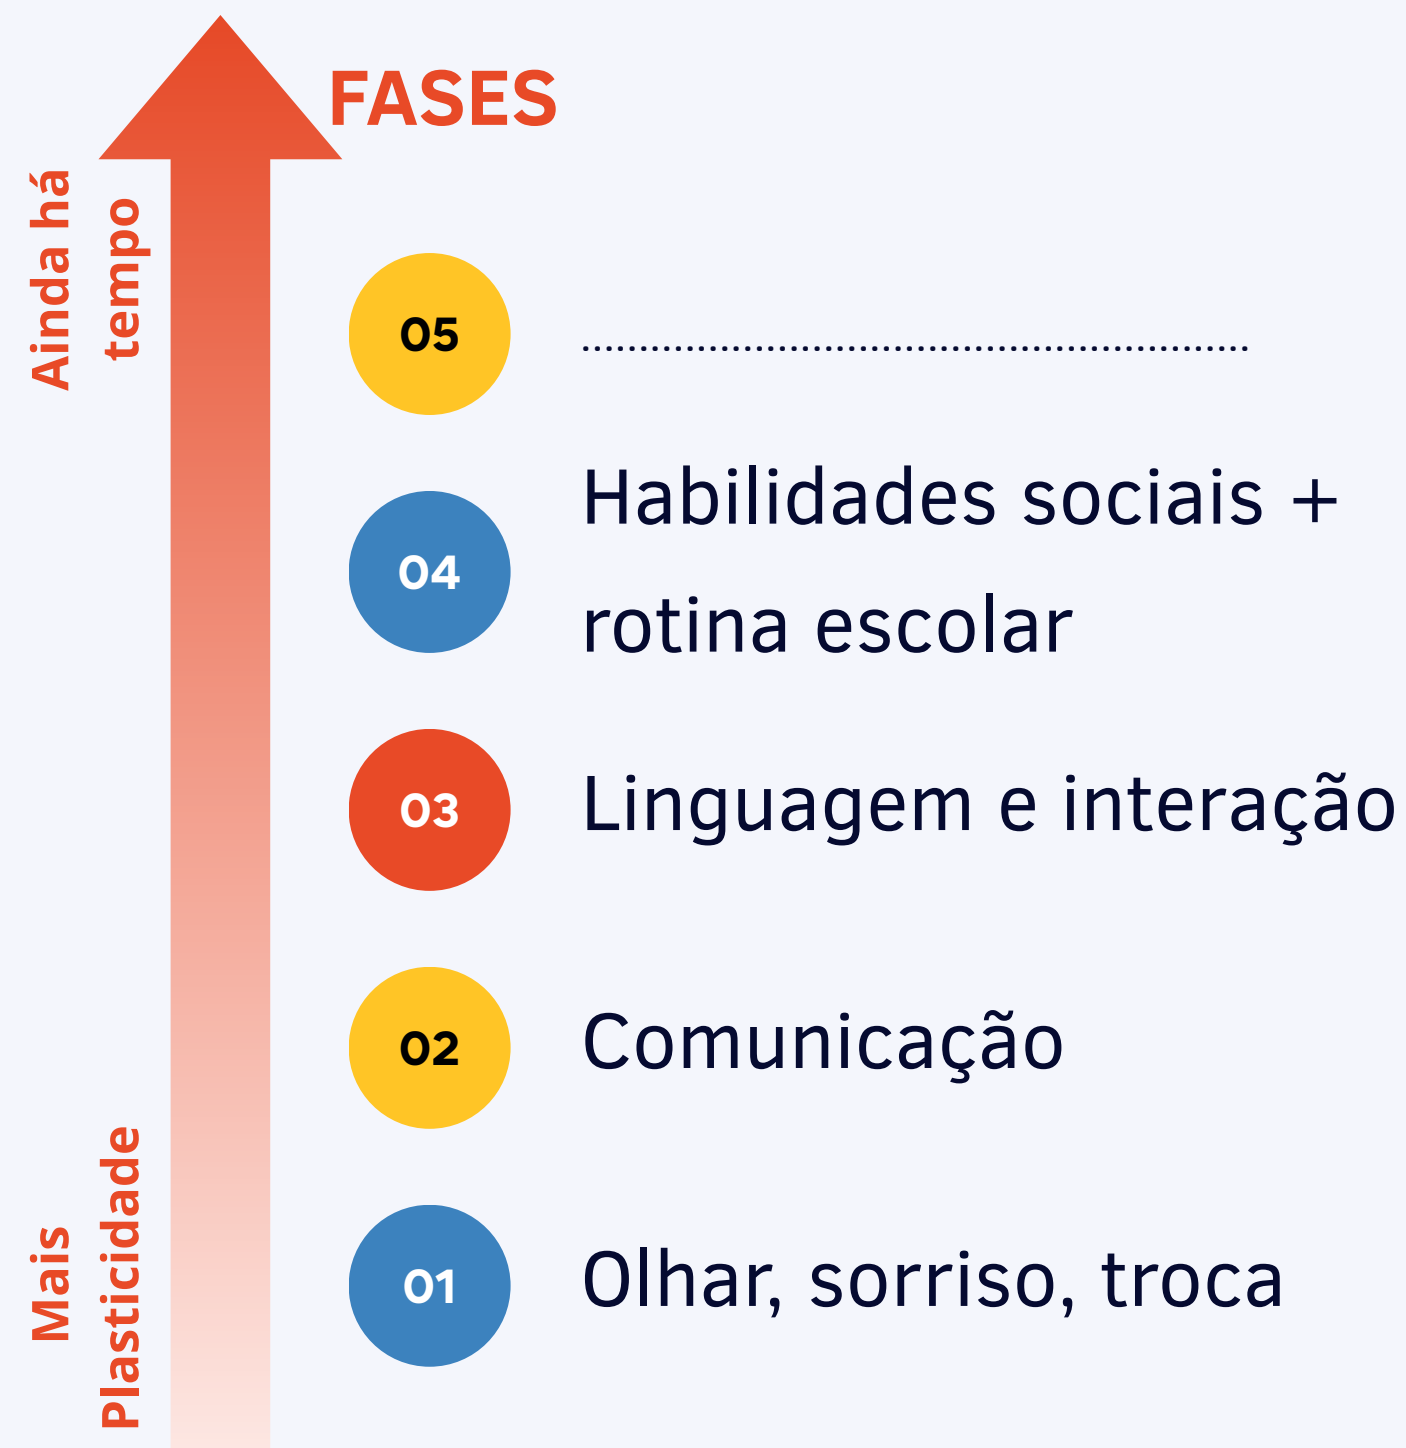 FASES
Ainda há
tempo
05 ..........................................................
04 Habilidades sociais +
rotina escolar
03 Linguagem e interação
02 Comunicação
Mais
Plasticidade
01 Olhar, sorriso, troca